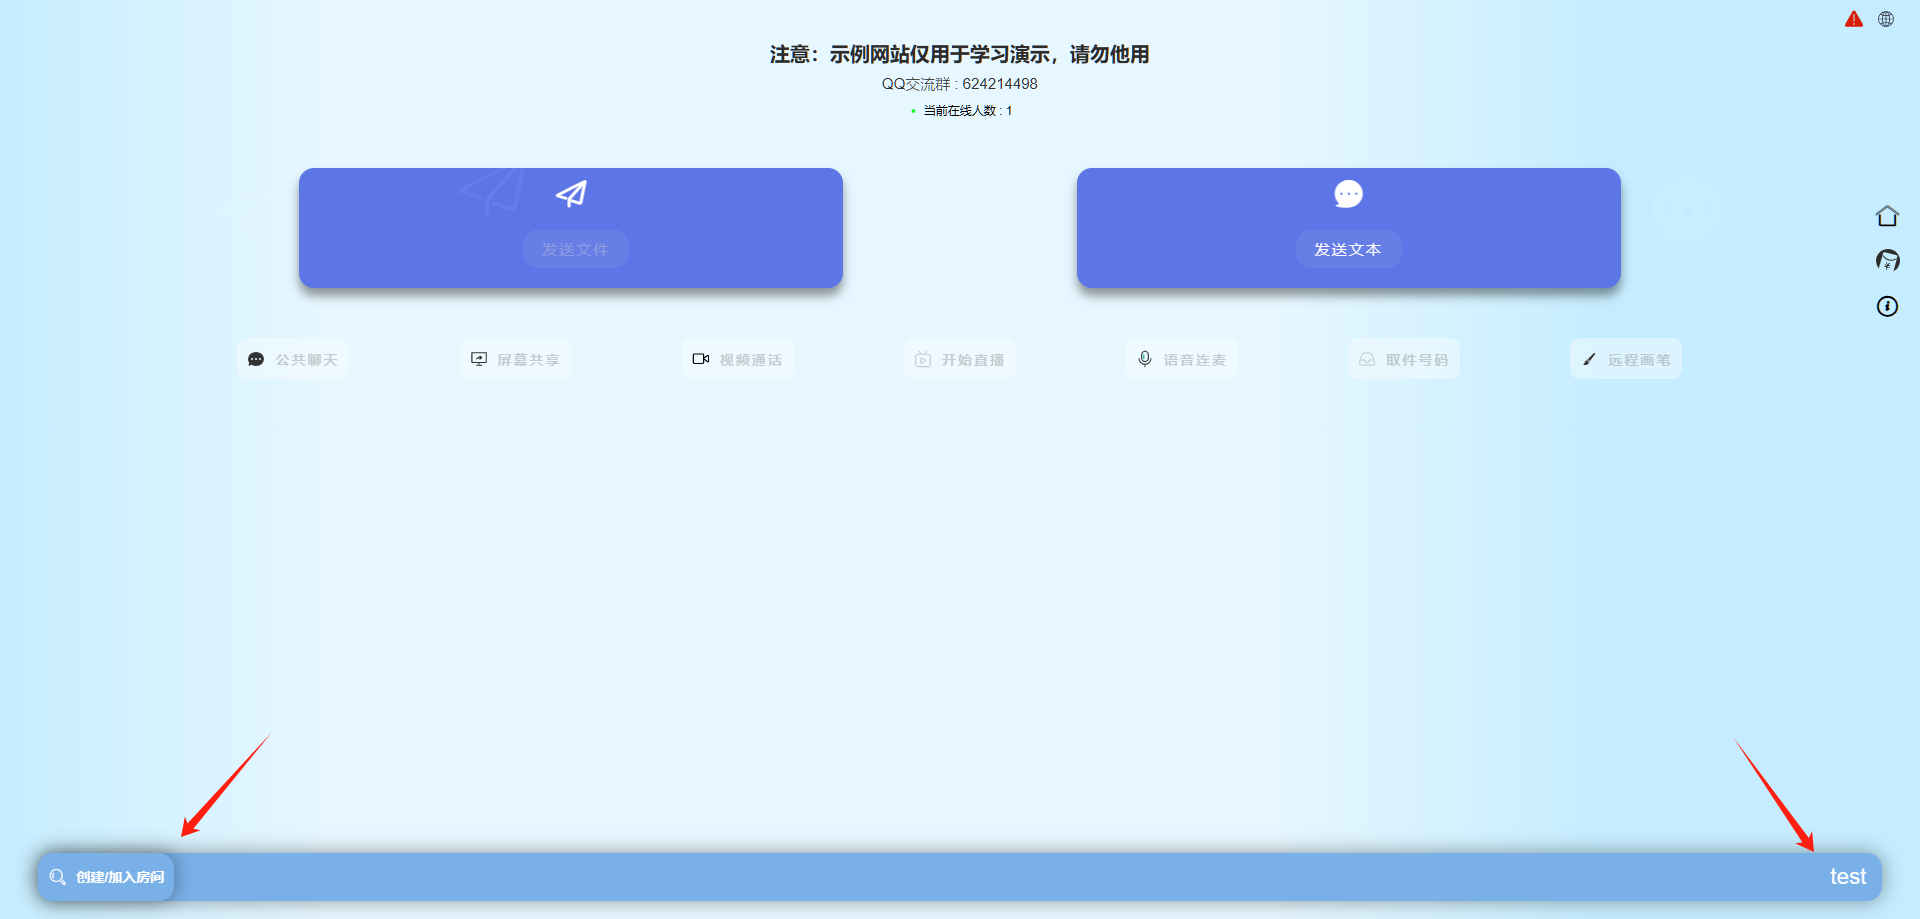 注意：示例网站仅用于学习演示，请勿他用
QQ交流群 : 624214498
当前在线人数 : 1
发送文件
发送文本
公共聊天
屏幕共享
视频通话
开始直播
语音连麦
取件号码
远程画笔
创建/加入房间
test